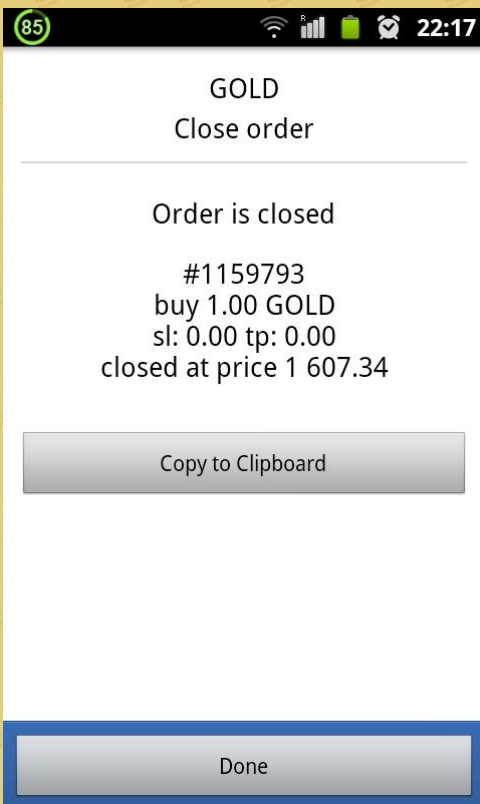 85
R
22:17
GOLD
Close order
Order is closed
#1159793
buy 1.00 GOLD
sl: 0.00 tp: 0.00
closed at price 1 607.34
Copy to Clipboard
Done